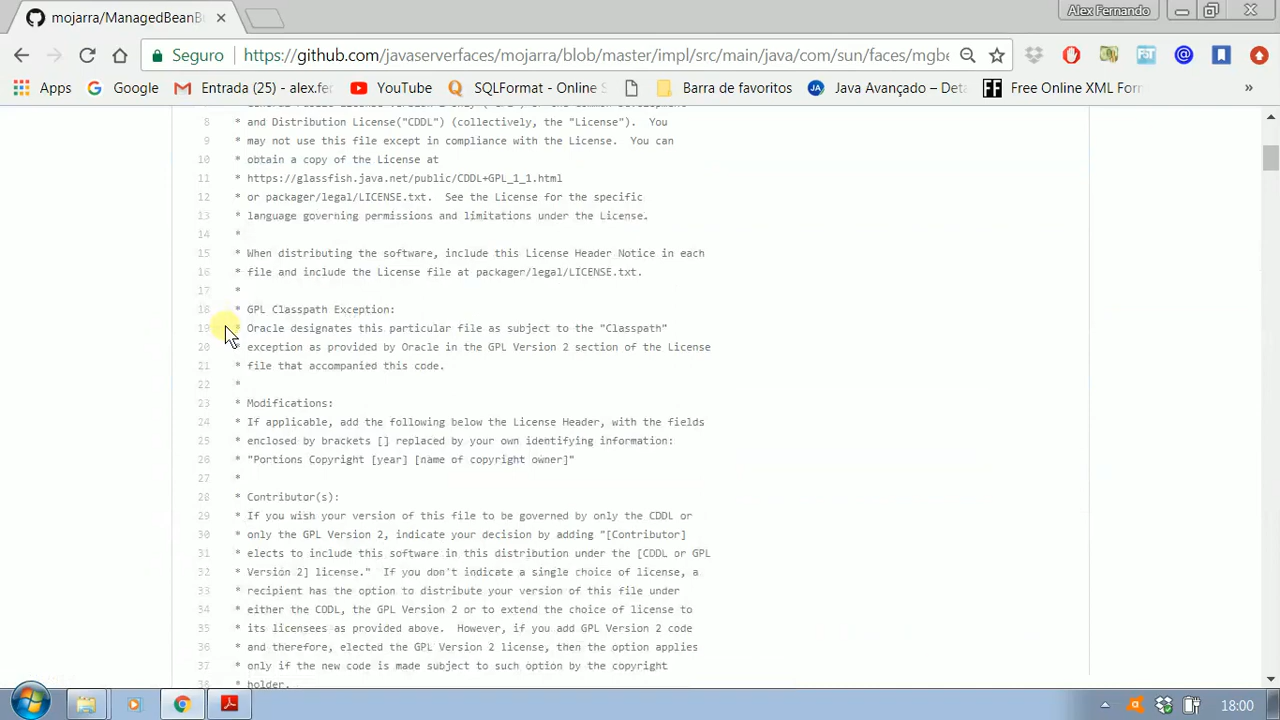 mojarra/ManagedBeanB
Alex Fernando
Seguro
https://github.com/javaserverfaces/mojarra/blob/master/impl/src/main/java/com/sun/faces/mgbe
Apps
Google
Entrada (25) - alex.fe
YouTube
SQLFormat - Online S
Barra de favoritos
Java Avançado – Deta
Free Online XML Form
»
8 * and Distribution License("CDDL") (collectively, the "License"). You
9 * may not use this file except in compliance with the License. You can
10 * obtain a copy of the License at
11 * https://glassfish.java.net/public/CDDL+GPL_1_1.html
12 * or packager/legal/LICENSE.txt. See the License for the specific
13 * language governing permissions and limitations under the License.
14 *
15 * When distributing the software, include this License Header Notice in each
16 * file and include the License file at packager/legal/LICENSE.txt.
17 *
18 * GPL Classpath Exception:
19 * Oracle designates this particular file as subject to the "Classpath"
20 * exception as provided by Oracle in the GPL Version 2 section of the License
21 * file that accompanied this code.
22 *
23 * Modifications:
24 * If applicable, add the following below the License Header, with the fields
25 * enclosed by brackets [] replaced by your own identifying information:
26 * "Portions Copyright [year] [name of copyright owner]"
27 *
28 * Contributor(s):
29 * If you wish your version of this file to be governed by only the CDDL or
30 * only the GPL Version 2, indicate your decision by adding "[Contributor]
31 * elects to include this software in this distribution under the [CDDL or GPL
32 * Version 2] license." If you don't indicate a single choice of license, a
33 * recipient has the option to distribute your version of this file under
34 * either the CDDL, the GPL Version 2 or to extend the choice of license to
35 * its licensees as provided above. However, if you add GPL Version 2 code
36 * and therefore, elected the GPL Version 2 license, then the option applies
37 * only if the new code is made subject to such option by the copyright
38 * holder.
18:00